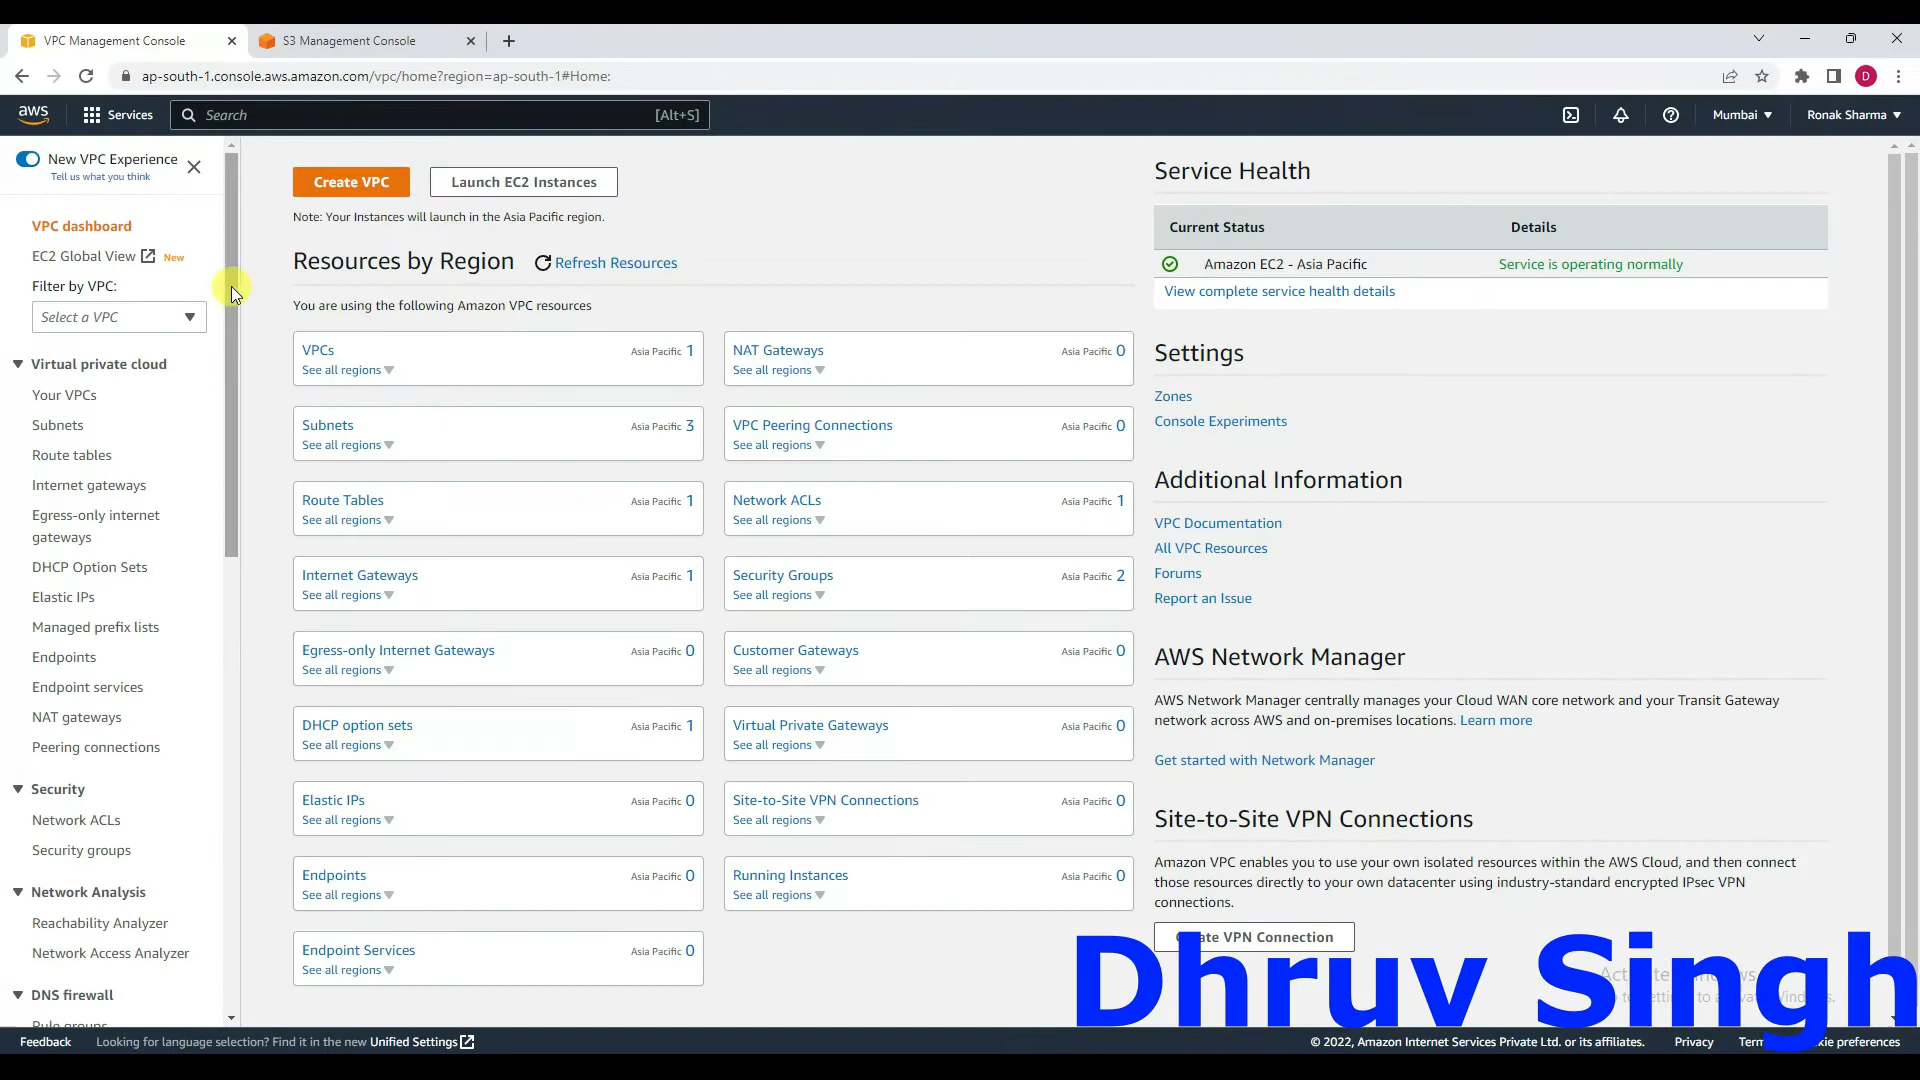 VPC Management Console
S3 Management Console
ap-south-1.console.aws.amazon.com/vpc/home?region=ap-south-1#Home:
D
aws
Services
Search
[Alt+S]
Mumbai
Ronak Sharma
New VPC Experience
Tell us what you think
VPC dashboard
EC2 Global View New
Filter by VPC:
Select a VPC
Virtual private cloud
Your VPCs
Subnets
Route tables
Internet gateways
Egress-only internet
gateways
DHCP Option Sets
Elastic IPs
Managed prefix lists
Endpoints
Endpoint services
NAT gateways
Peering connections
Security
Network ACLs
Security groups
Network Analysis
Reachability Analyzer
Network Access Analyzer
DNS firewall
Rule groups
Create VPC
Launch EC2 Instances
Note: Your Instances will launch in the Asia Pacific region.
Resources by Region
Refresh Resources
You are using the following Amazon VPC resources
VPCs Asia Pacific 1
See all regions
NAT Gateways Asia Pacific 0
See all regions
Subnets Asia Pacific 3
See all regions
VPC Peering Connections Asia Pacific 0
See all regions
Route Tables Asia Pacific 1
See all regions
Network ACLs Asia Pacific 1
See all regions
Internet Gateways Asia Pacific 1
See all regions
Security Groups Asia Pacific 2
See all regions
Egress-only Internet Gateways Asia Pacific 0
See all regions
Customer Gateways Asia Pacific 0
See all regions
DHCP option sets Asia Pacific 1
See all regions
Virtual Private Gateways Asia Pacific 0
See all regions
Elastic IPs Asia Pacific 0
See all regions
Site-to-Site VPN Connections Asia Pacific 0
See all regions
Endpoints Asia Pacific 0
See all regions
Running Instances Asia Pacific 0
See all regions
Endpoint Services Asia Pacific 0
See all regions
Service Health
Current Status Details
Amazon EC2 - Asia Pacific Service is operating normally
View complete service health details
Settings
Zones
Console Experiments
Additional Information
VPC Documentation
All VPC Resources
Forums
Report an Issue
AWS Network Manager
AWS Network Manager centrally manages your Cloud WAN core network and your Transit Gateway
network across AWS and on-premises locations. Learn more
Get started with Network Manager
Site-to-Site VPN Connections
Amazon VPC enables you to use your own isolated resources within the AWS Cloud, and then connect
those resources directly to your own datacenter using industry-standard encrypted IPsec VPN
connections.
VPN Connection
Dhruv Singh
Feedback
Looking for language selection? Find it in the new Unified Settings
© 2022, Amazon Internet Services Private Ltd. or its affiliates.
Privacy
preferences